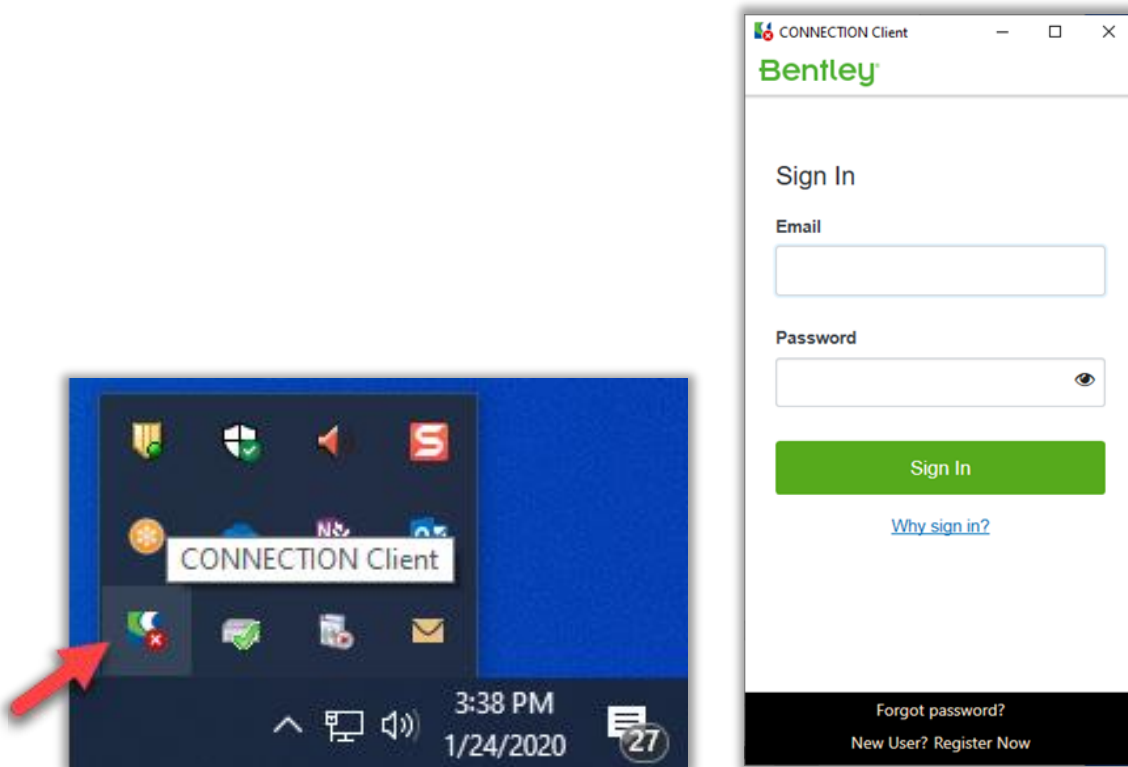 CONNECTION Client
Bentley
Sign In
Email
Password
Sign In
Why sign in?
Forgot password?
New User? Register Now
S
CONNECTION Client
3:38 PM
1/24/2020
27